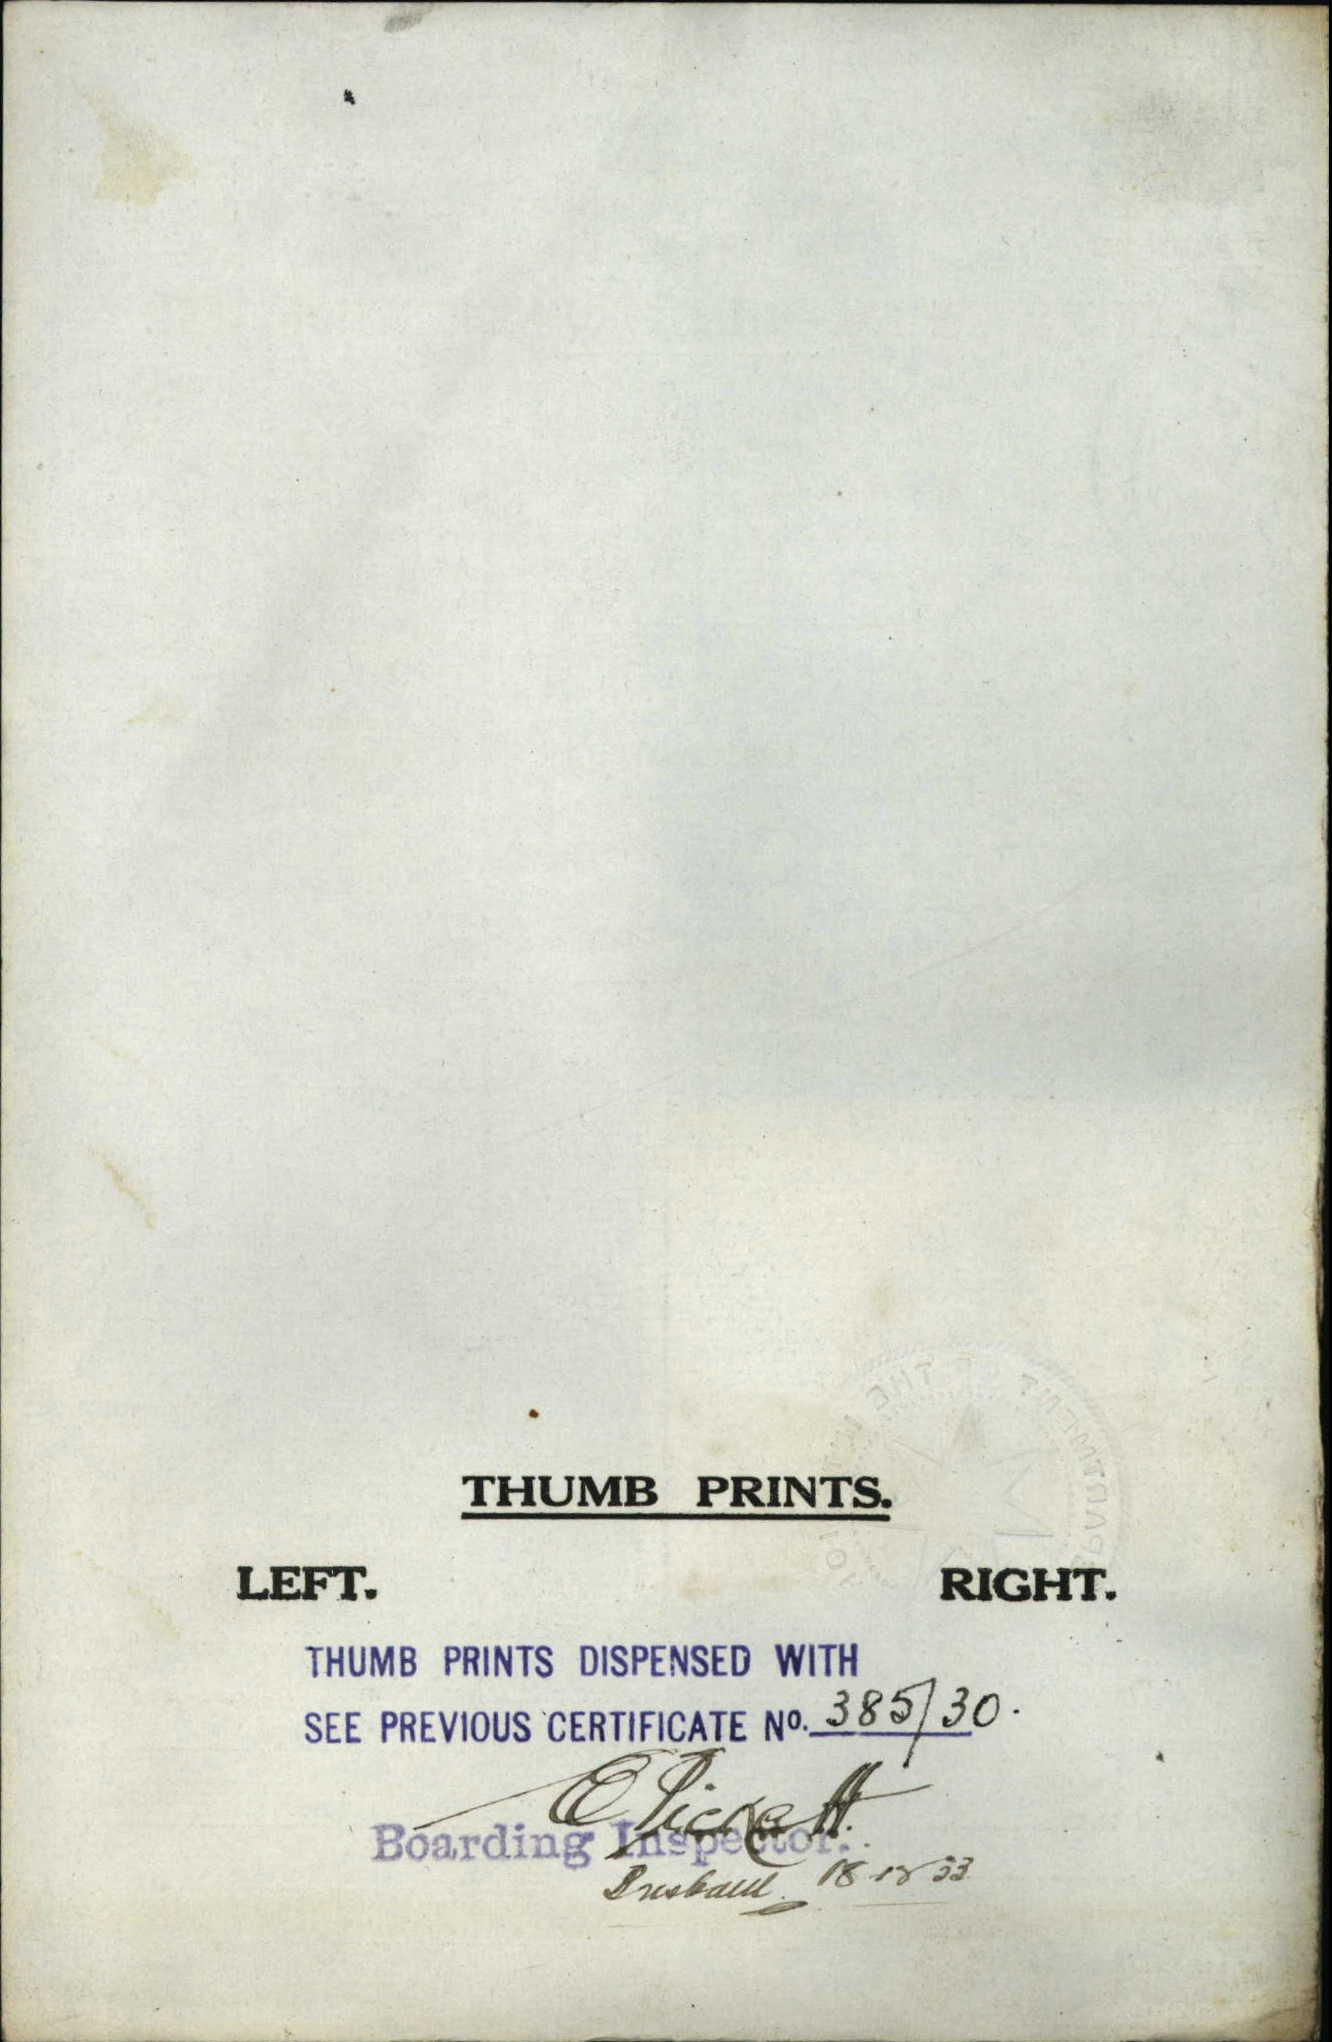 THUMB PRINTS.
LEFT. RIGHT.
THUMB PRINTS DISPENSED WITH
SEE PREVIOUS CERTIFICATE No. 385/30.
Boarding Inspector.
Brisbane. 18.12.33